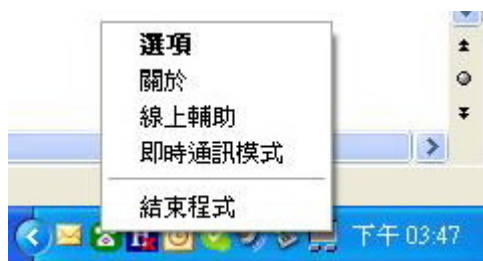 選項
關於
線上輔助
即時通訊模式
結束程式
下午 03:47